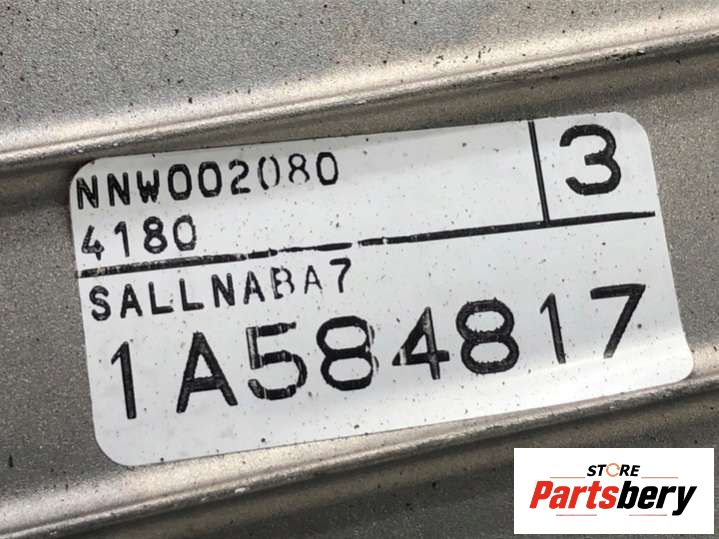 NNW002080
3
4180
SALLNABA7
1A584817
STORE
Partsbery